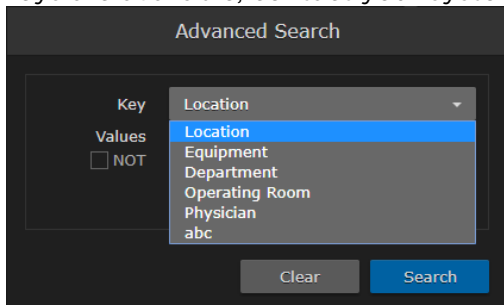 Advanced Search
Key Location
Values
NOT
Location
Equipment
Department
Operating Room
Physician
abc
Clear Search